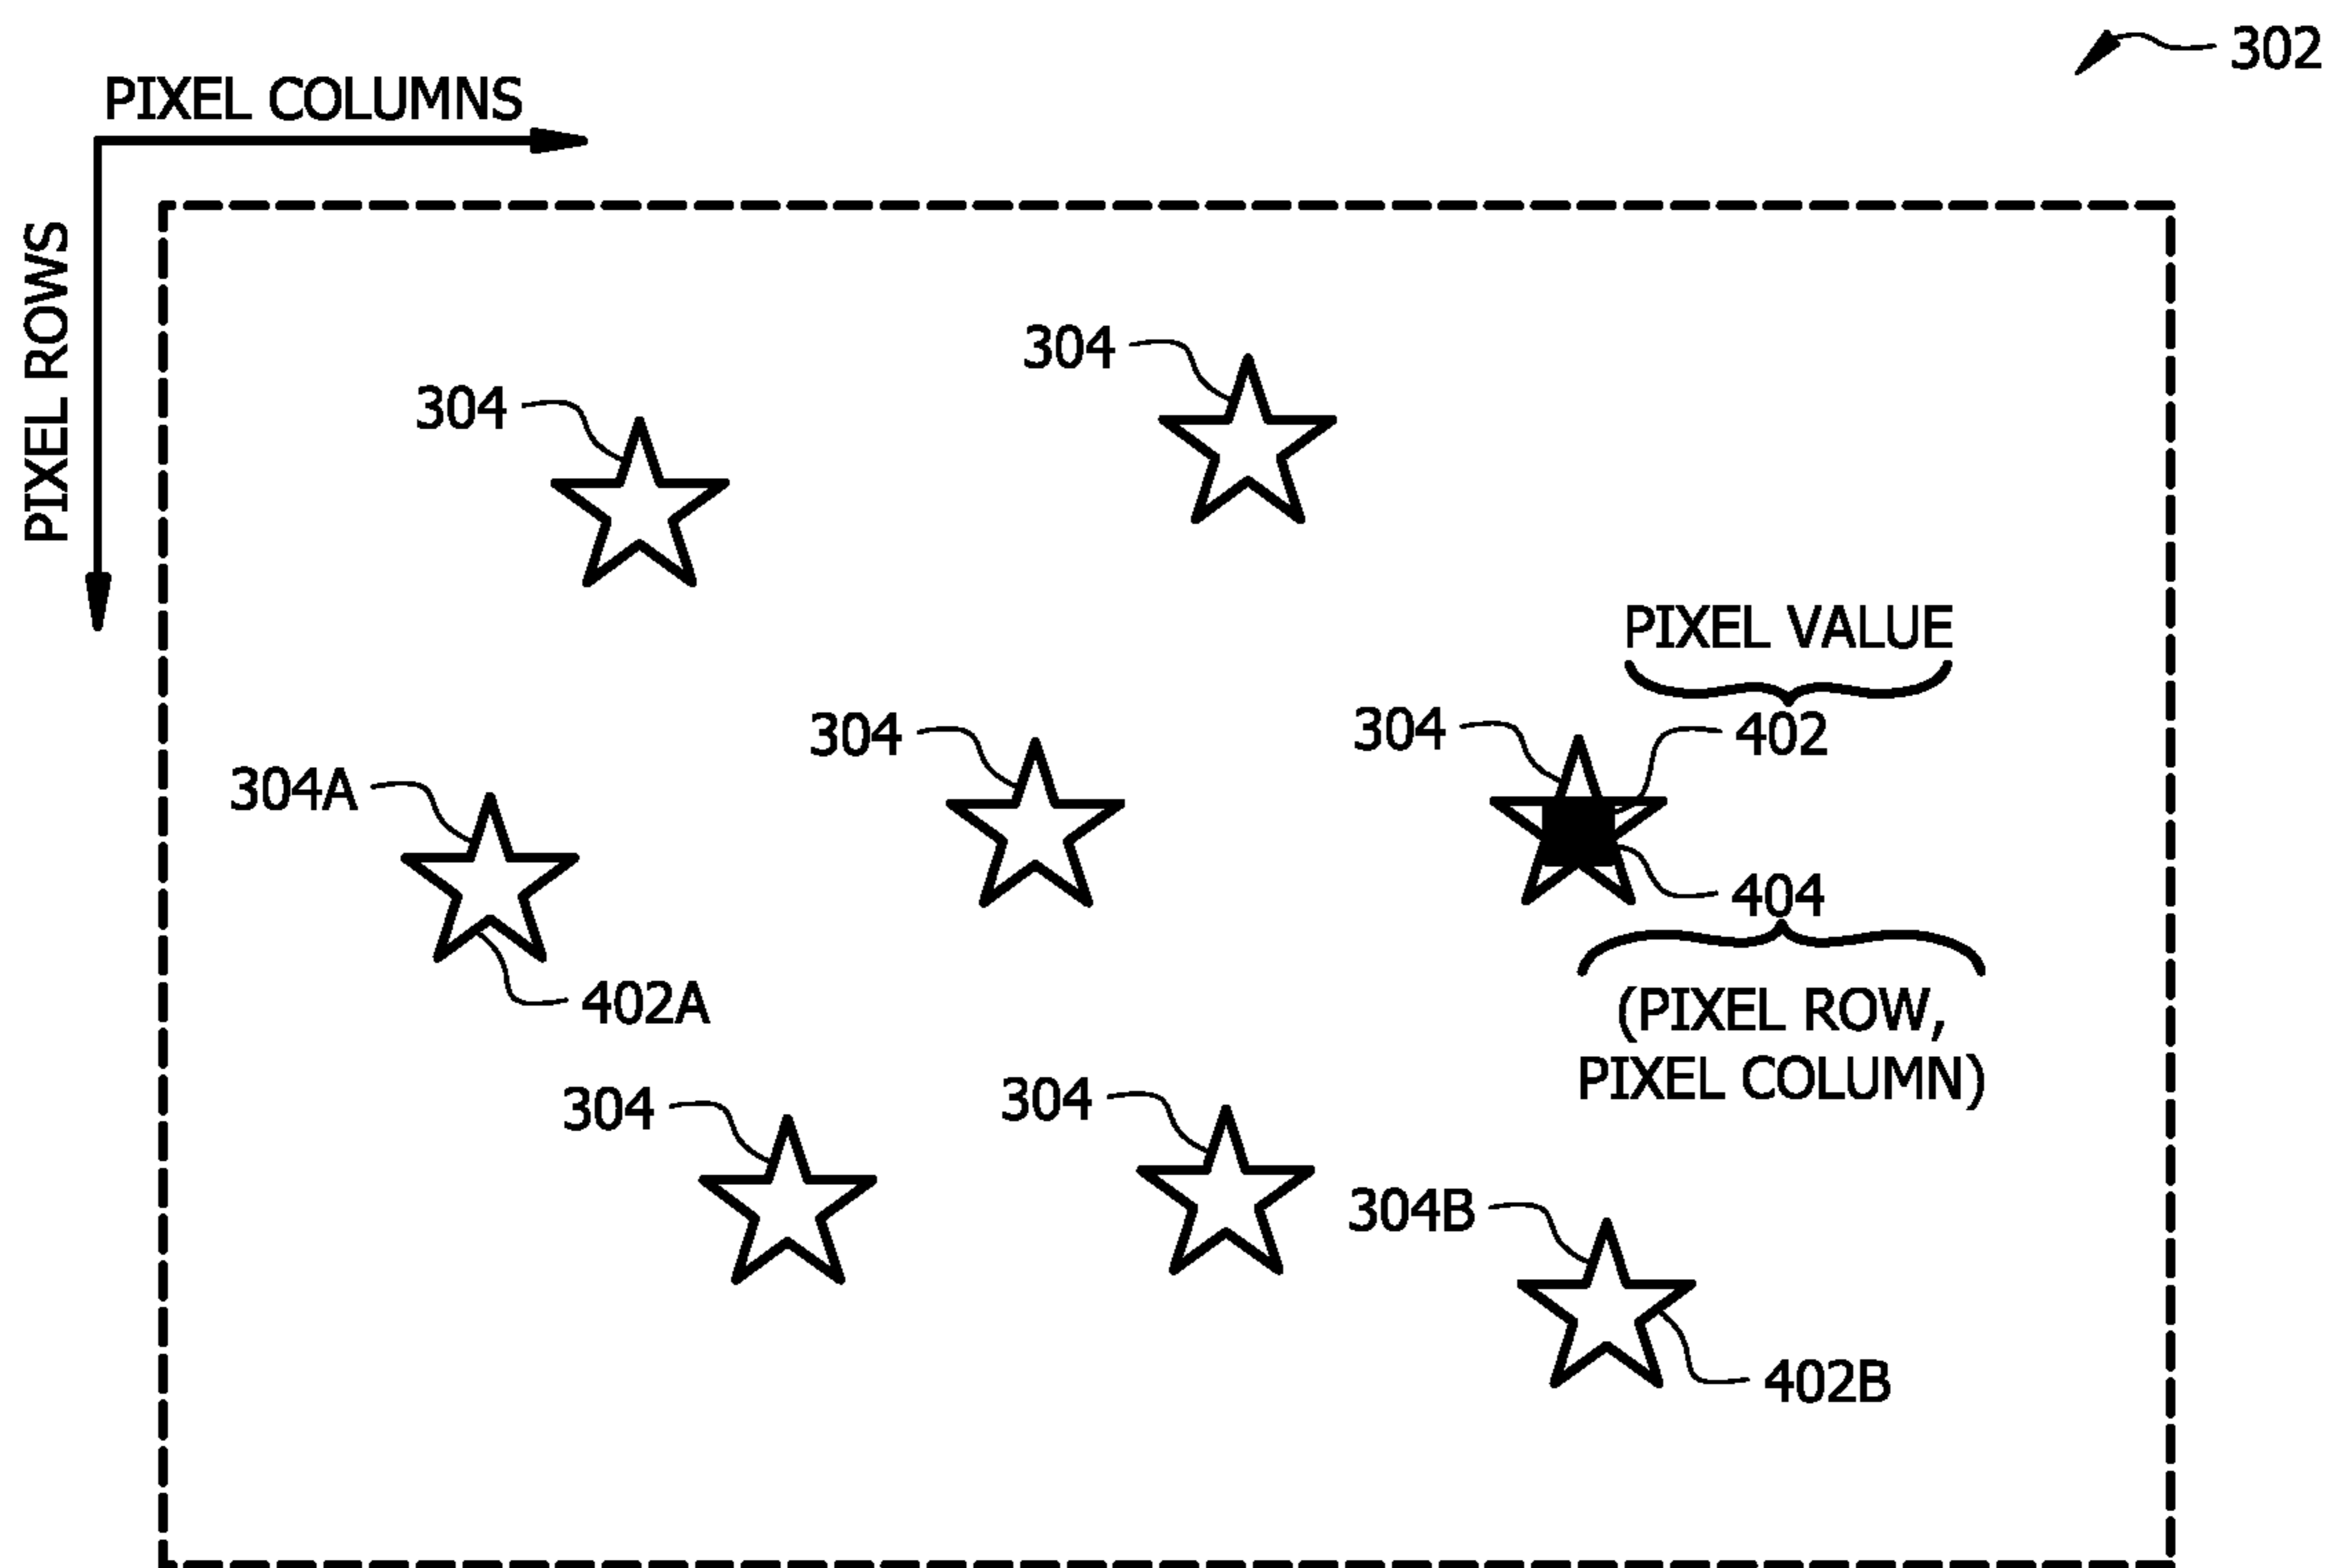 302
PIXEL COLUMNS
PIXEL ROWS
304
304
PIXEL VALUE
304
304
402
304A
404
402A
(PIXEL ROW,
PIXEL COLUMN)
304
304
304B
402B